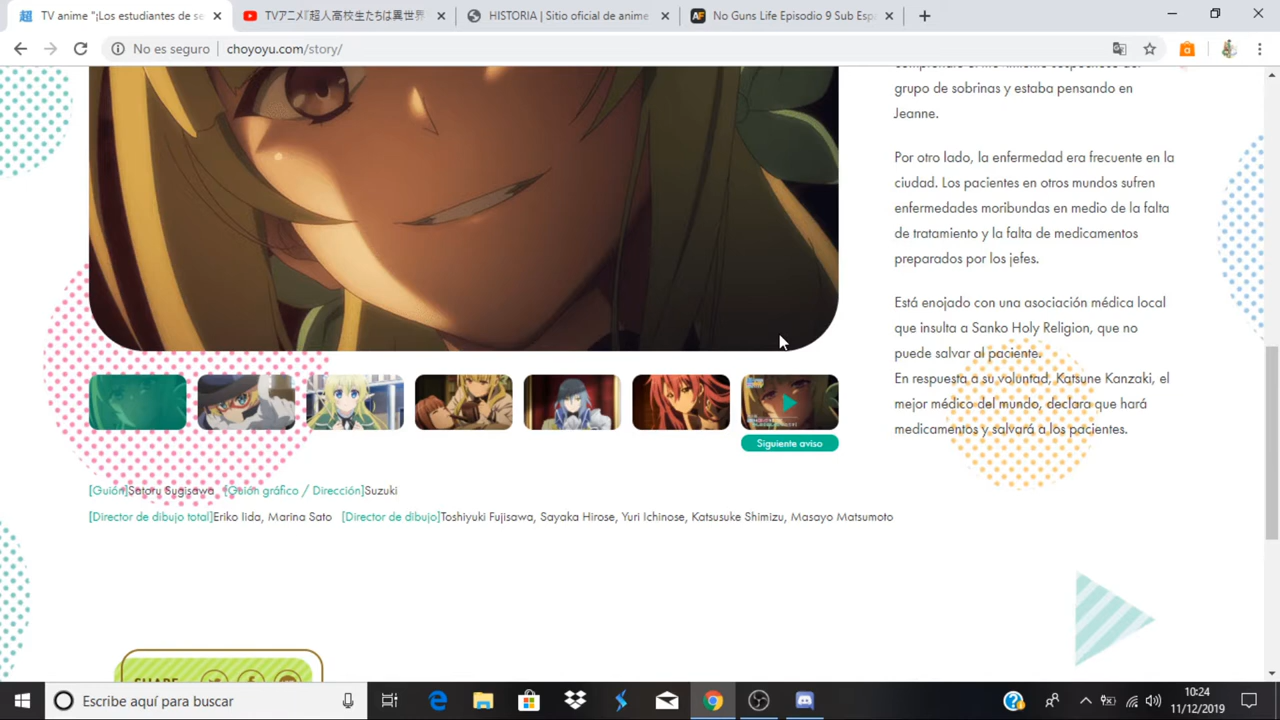 TV anime "¡Los estudiantes de se
TVアニメ『超人高校生たちは異世界
HISTORIA | Sitio oficial de anime
No Guns Life Episodio 9 Sub Esp
No es seguro
choyoyu.com/story/
grupo de sobrinas y estaba pensando en
Jeanne.
Por otro lado, la enfermedad era frecuente en la
ciudad. Los pacientes en otros mundos sufren
enfermedades moribundas en medio de la falta
de tratamiento y la falta de medicamentos
preparados por los jefes.
Está enojado con una asociación médica local
que insulta a Sanko Holy Religion, que no
puede salvar al paciente.
En respuesta a su voluntad, Katsune Kanzaki, el
mejor médico del mundo, declara que hará
medicamentos y salvará a los pacientes.
Siguiente aviso
[Guión]Satoru Sugisawa [Guión gráfico / Dirección]Suzuki
[Director de dibujo total]Eriko Iida, Marina Sato [Director de dibujo]Toshiyuki Fujisawa, Sayaka Hirose, Yuri Ichinose, Katsusuke Shimizu, Masayo Matsumoto
SHARE
Escribe aquí para buscar
10:24
11/12/2019